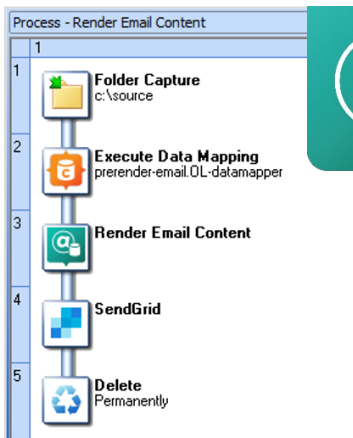 Process - Render Email Content
1
1
Folder Capture
c:\source
2
Execute Data Mapping
prerender-email.OL-datamapper
3
Render Email Content
4
SendGrid
5
Delete
Permanently